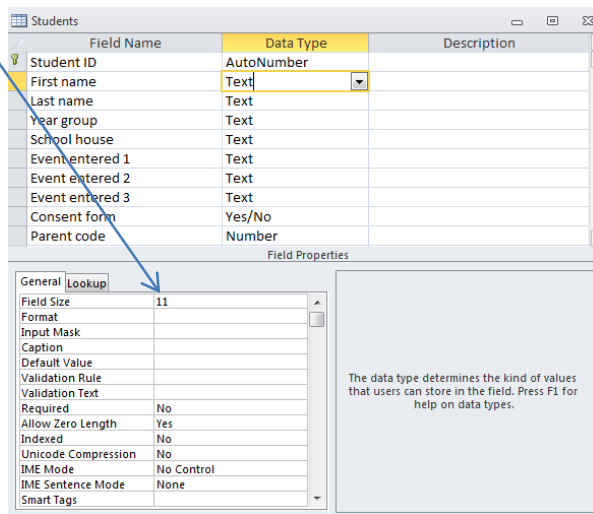 Students
Field Name Data Type Description
Student ID AutoNumber
First name Text
Last name Text
Year group Text
School house Text
Event entered 1 Text
Event entered 2 Text
Event entered 3 Text
Consent form Yes/No
Parent code Number
Field Properties
General Lookup
Field Size 11
Format
Input Mask
Caption
Default Value
Validation Rule
Validation Text
Required No
Allow Zero Length Yes
Indexed No
Unicode Compression No
IME Mode No Control
IME Sentence Mode None
Smart Tags
The data type determines the kind of values
that users can store in the field. Press F1 for
help on data types.